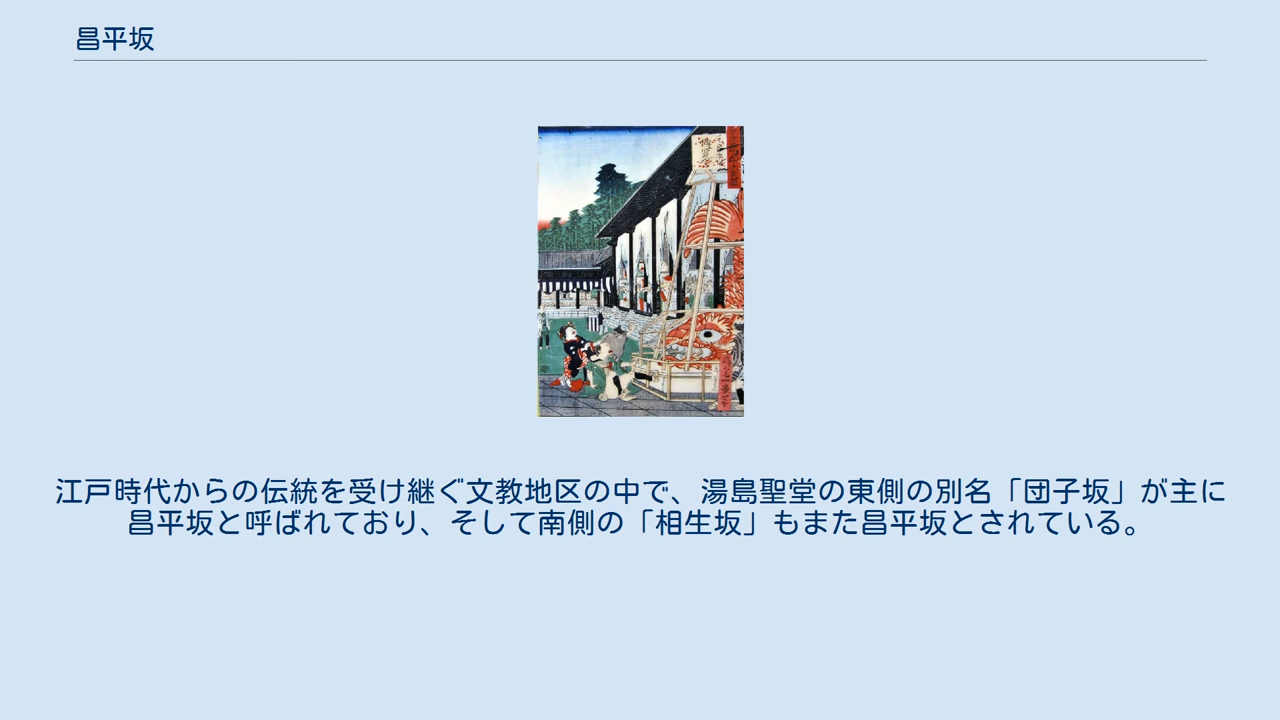 昌平坂
江戸時代からの伝統を受け継ぐ文教地区の中で、湯島聖堂の東側の別名「団子坂」が主に
昌平坂と呼ばれており、そして南側の「相生坂」もまた昌平坂とされている。